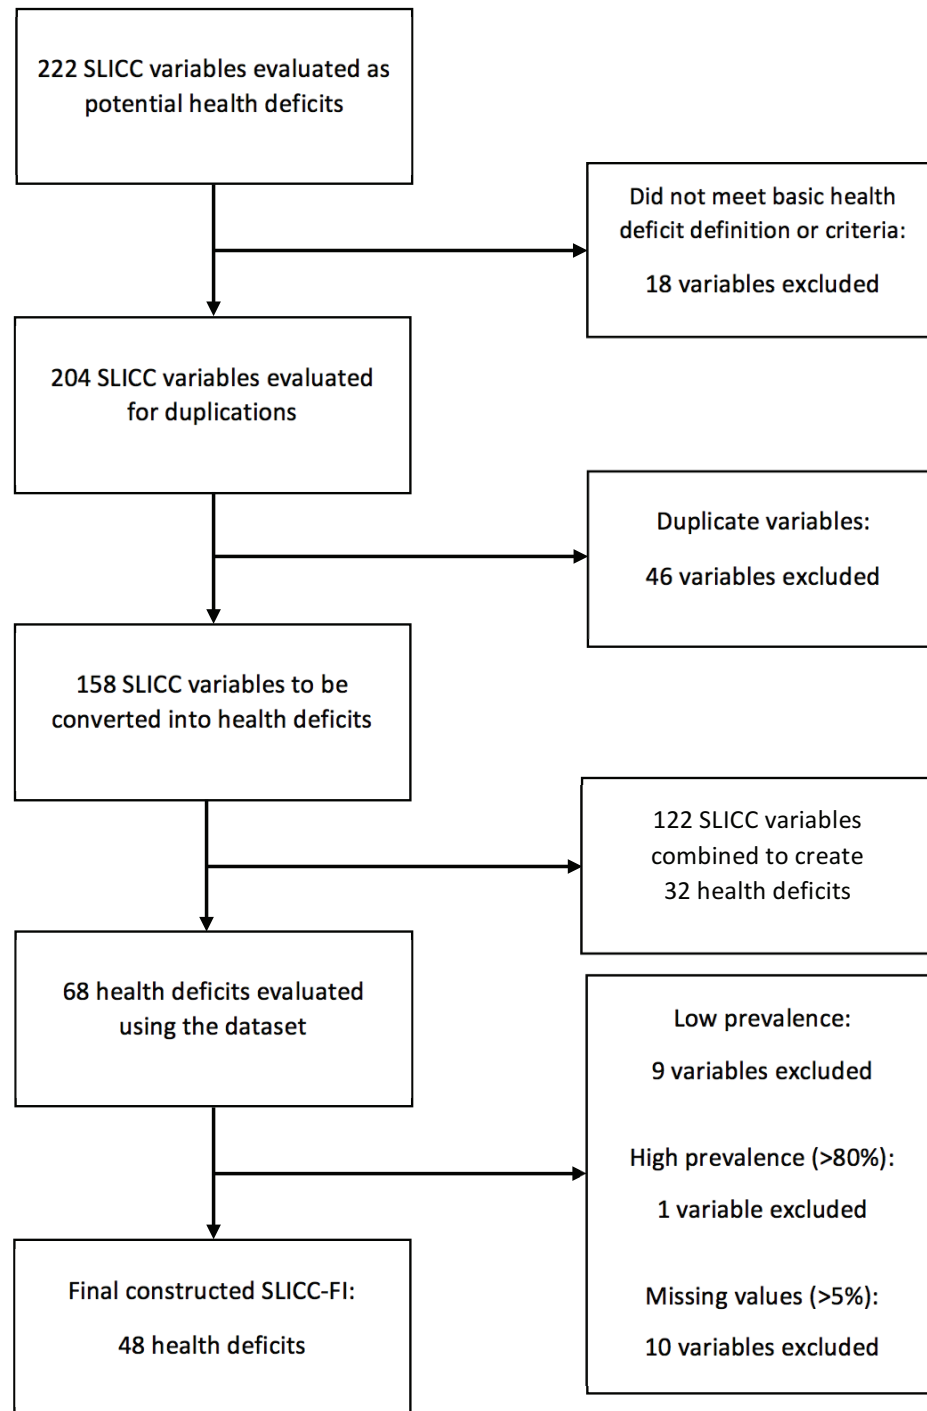 222 SLICC variables evaluated as
potential health deficits
Did not meet basic health
deficit definition or criteria:
18 variables excluded
204 SLICC variables evaluated
for duplications
Duplicate variables:
46 variables excluded
158 SLICC variables to be
converted into health deficits
122 SLICC variables
combined to create
32 health deficits
68 health deficits evaluated
using the dataset
Low prevalence:
9 variables excluded
High prevalence (>80%):
1 variable excluded
Missing values (>5%):
10 variables excluded
Final constructed SLICC-FI:
48 health deficits